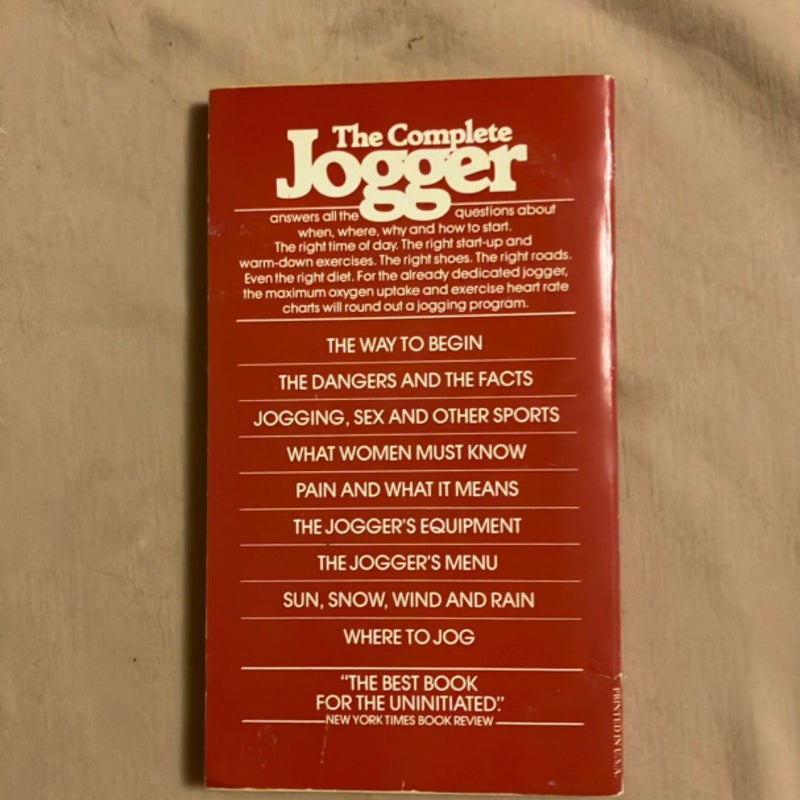 The Complete
Jogger
answers all the questions about
when, where, why and how to start.
The right time of day. The right start-up and
warm-down exercises. The right shoes. The right roads.
Even the right diet. For the already dedicated jogger,
the maximum oxygen uptake and exercise heart rate
charts will round out a jogging program.
THE WAY TO BEGIN
THE DANGERS AND THE FACTS
JOGGING, SEX AND OTHER SPORTS
WHAT WOMEN MUST KNOW
PAIN AND WHAT IT MEANS
THE JOGGER'S EQUIPMENT
THE JOGGER'S MENU
SUN, SNOW, WIND AND RAIN
WHERE TO JOG
"THE BEST BOOK
FOR THE UNINITIATED."
NEW YORK TIMES BOOK REVIEW
PRINTED IN U.S.A.